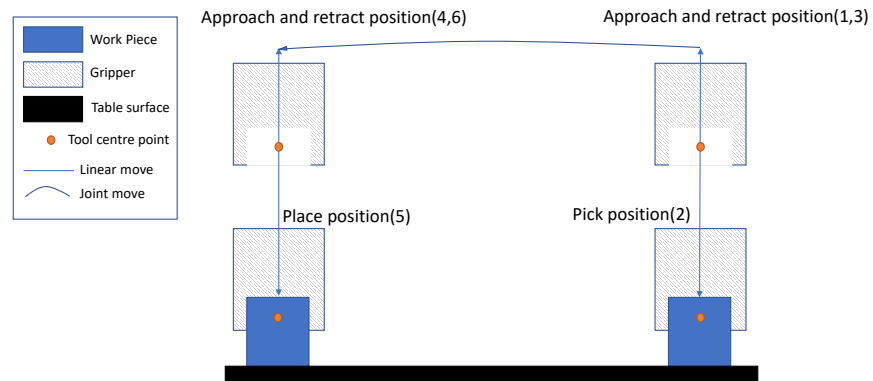 Approach and retract position(4,6)
Approach and retract position(1,3)
Work Piece
Gripper
Table surface
Tool centre point
Linear move
Joint move
Place position(5)
Pick position(2)